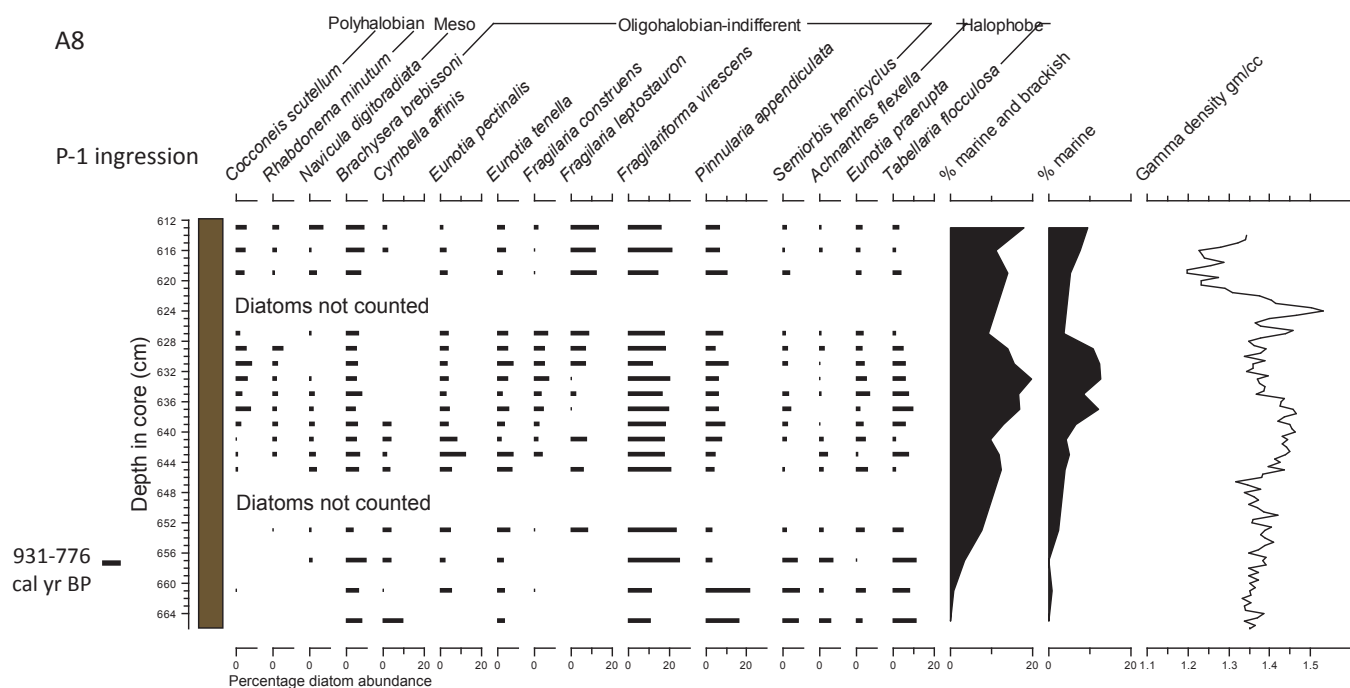 A8
P-1 ingression
Polyhalobian
Meso
Oligohalobian-indifferent
Halophobe
Cocconeis scutellum
Rhabdonema minutum
Navicula digitoradiata
Brachysera brebissoni
Cymbella affinis
Eunotia pectinalis
Eunotia tenella
Fragilaria construens
Fragilaria leptostauron
Fragilariforma virescens
Pinnularia appendiculata
Semiorbis hemicyclus
Achnanthes flexella
Eunotia praerupta
Tabellaria flocculosa
% marine and brackish
% marine
Gamma density gm/cc
Depth in core (cm)
612
616
620
624
628
632
636
640
644
648
652
656
660
664
Diatoms not counted
Diatoms not counted
931-776
cal yr BP
0 0 0 0 0 20 0 20 0 0 0 20 0 20 0 20 0 0 0 0 20 0 20 0 20 1.1 1.2 1.3 1.4 1.5
Percentage diatom abundance